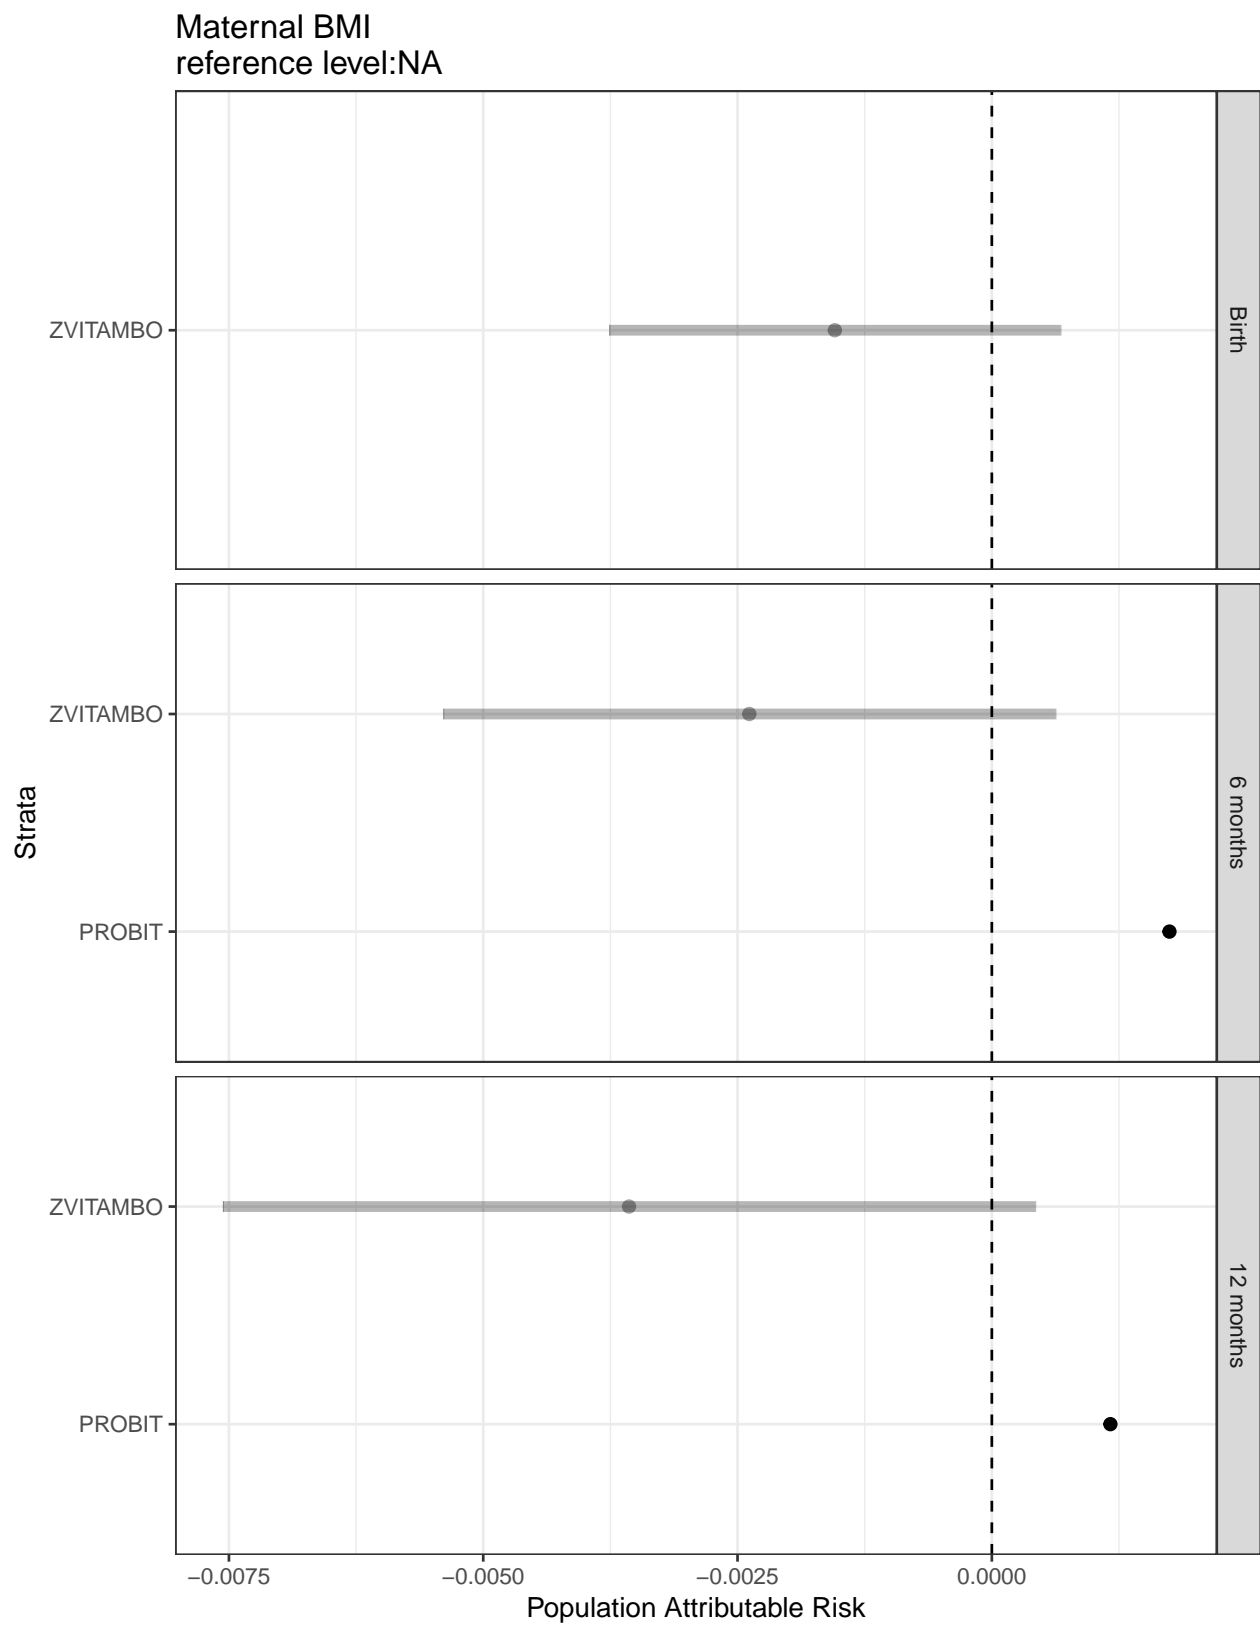 Maternal BMI
reference level:NA
ZVITAMBO
Birth
ZVITAMBO
PROBIT
6 months
ZVITAMBO
PROBIT
12 months
Strata
−0.0075 −0.0050 −0.0025 0.0000
Population Attributable Risk